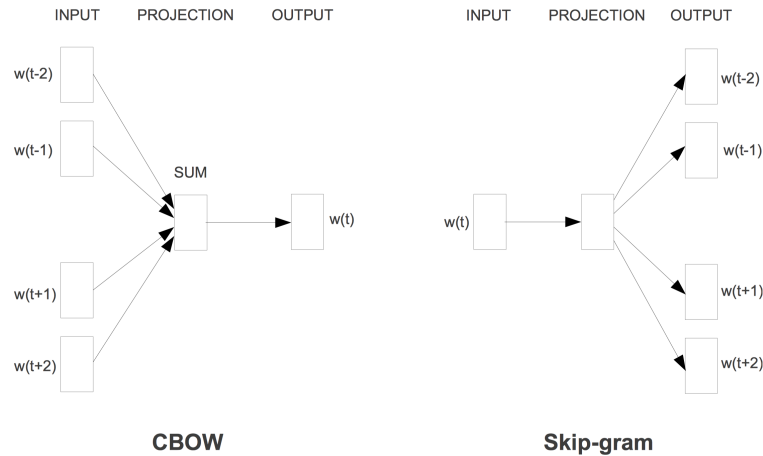 INPUT PROJECTION OUTPUT
w(t-2)
w(t-1)
SUM
w(t)
w(t+1)
w(t+2)
CBOW
INPUT PROJECTION OUTPUT
w(t-2)
w(t-1)
w(t)
w(t+1)
w(t+2)
Skip-gram